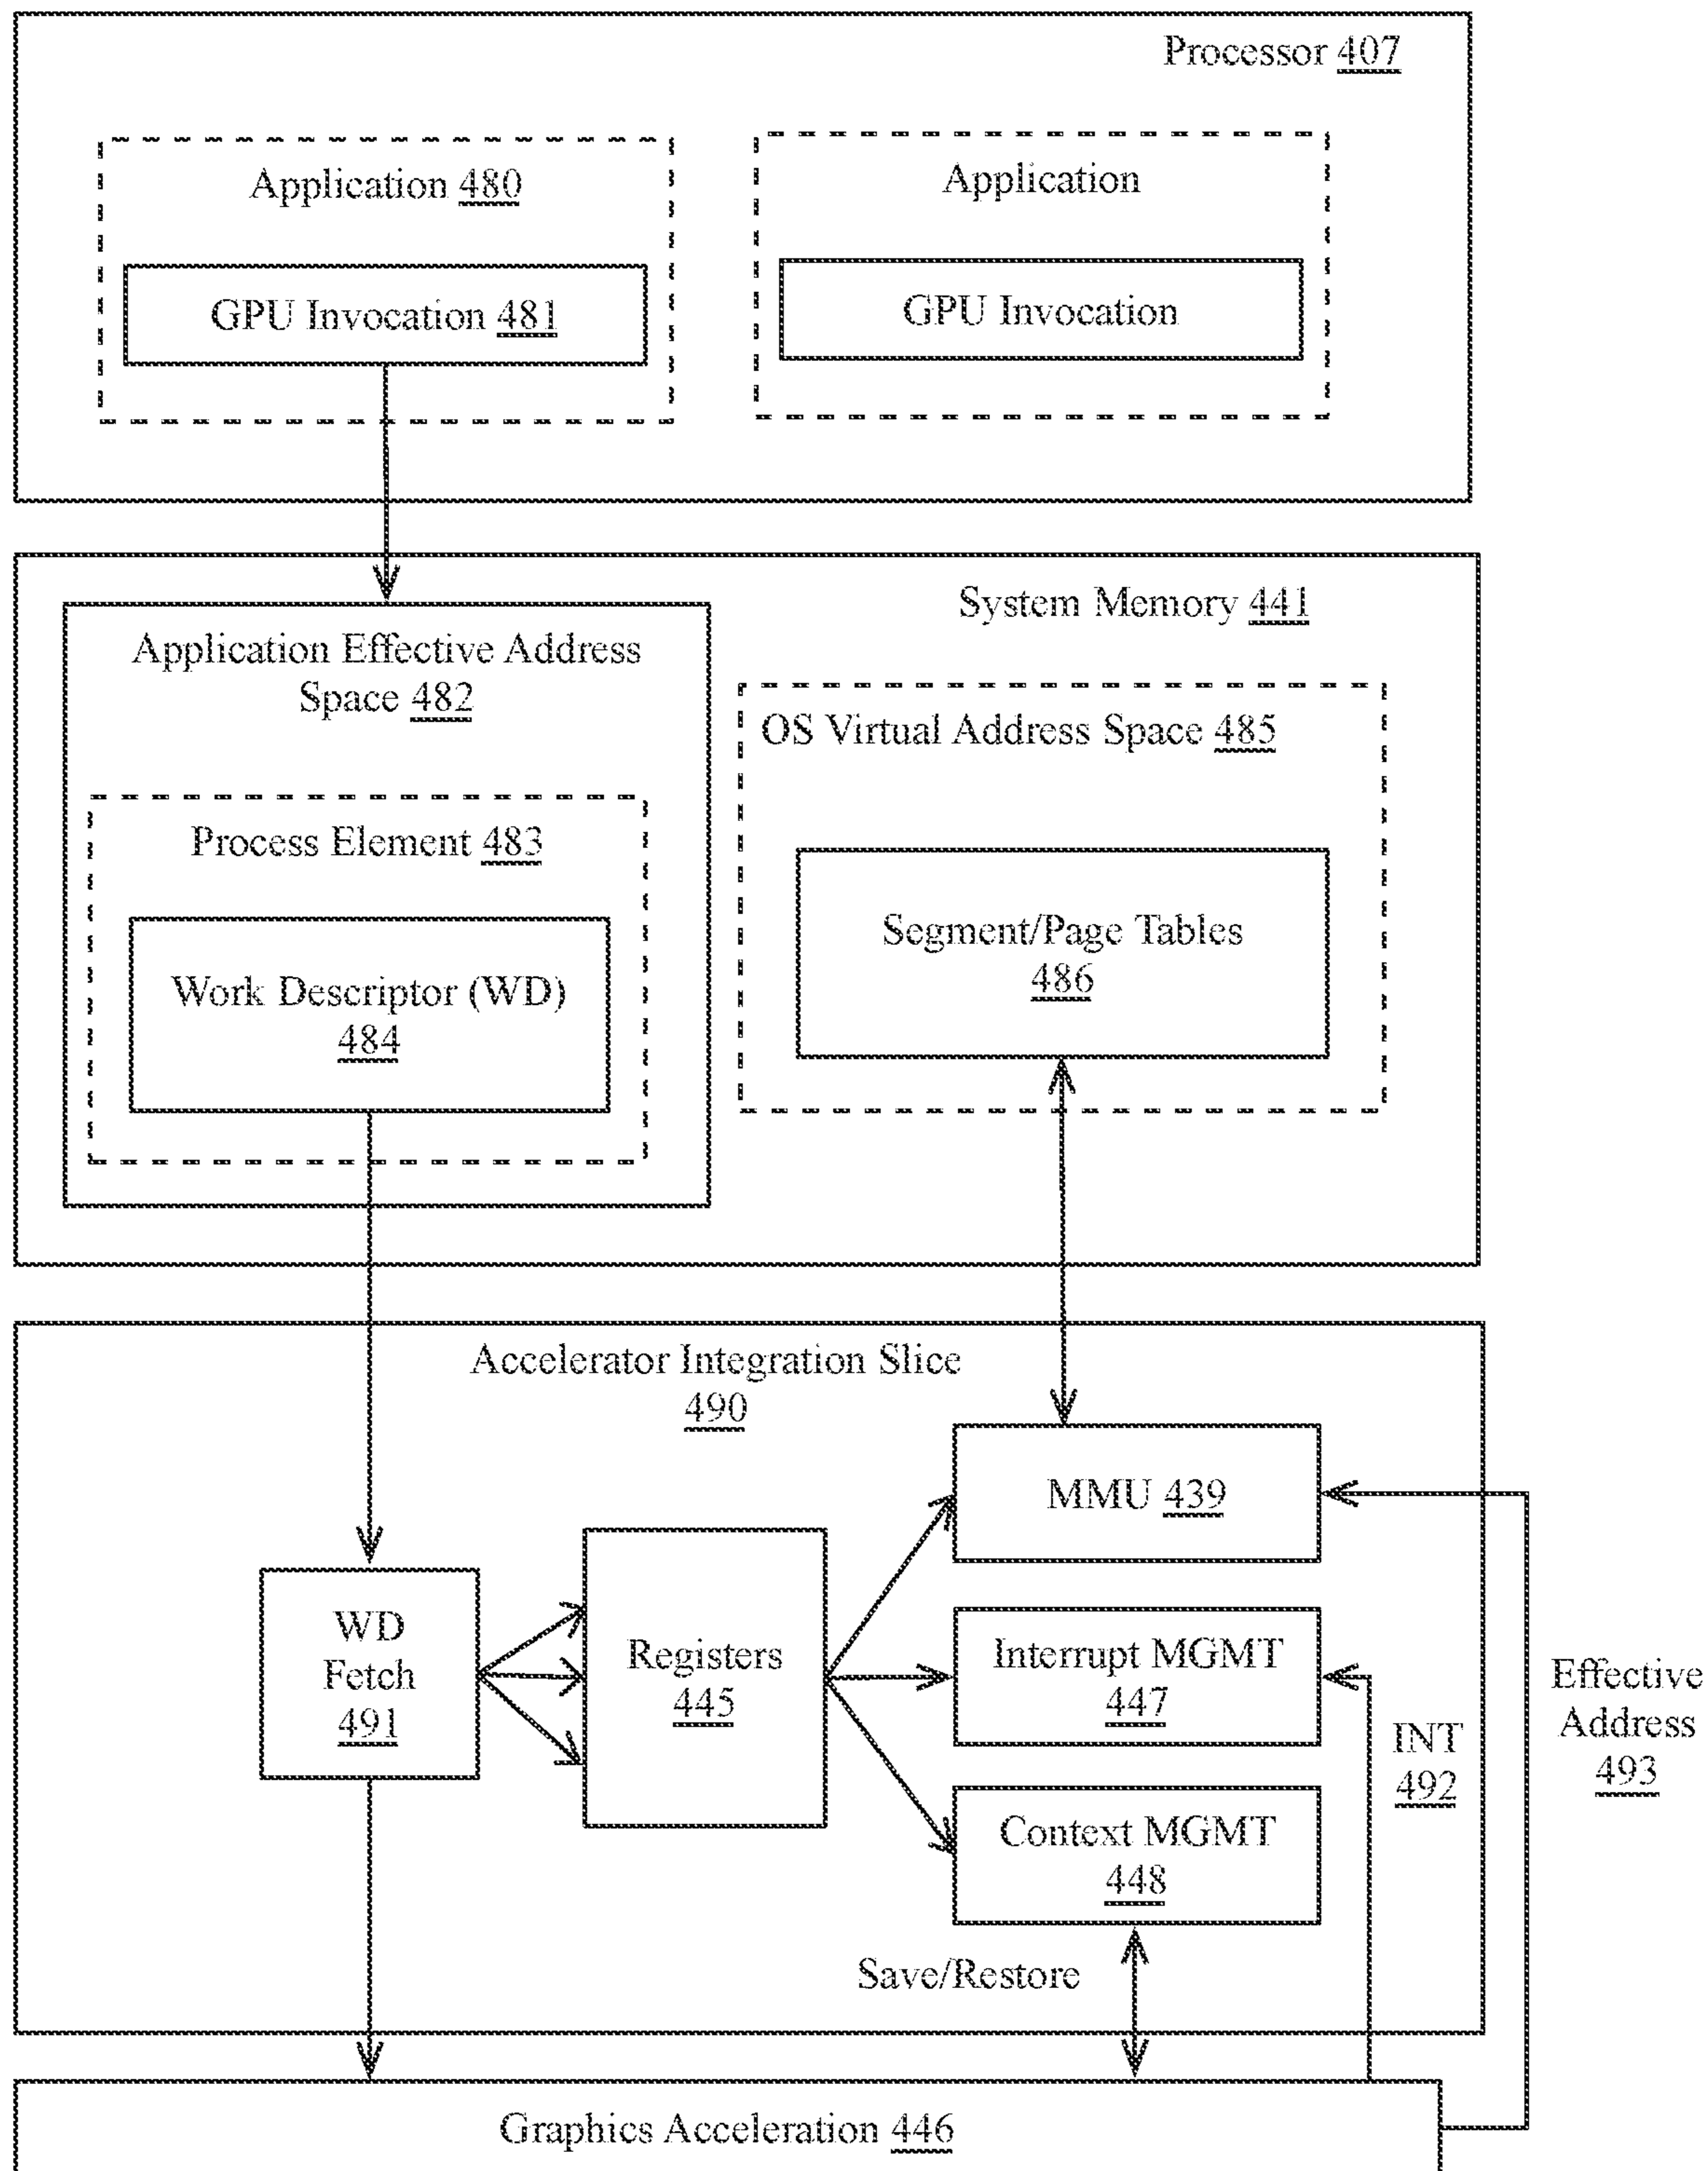 Processor 407
Application 480
GPU Invocation 481
Application
GPU Invocation
System Memory 441
Application Effective Address
Space 482
Process Element 483
Work Descriptor (WD)
484
OS Virtual Address Space 485
Segment/Page Tables
486
Accelerator Integration Slice
490
WD
Fetch
491
Registers
445
MMU 439
Interrupt MGMT
447
Context MGMT
448
Save/Restore
INT
492
Effective
Address
493
Graphics Acceleration 446